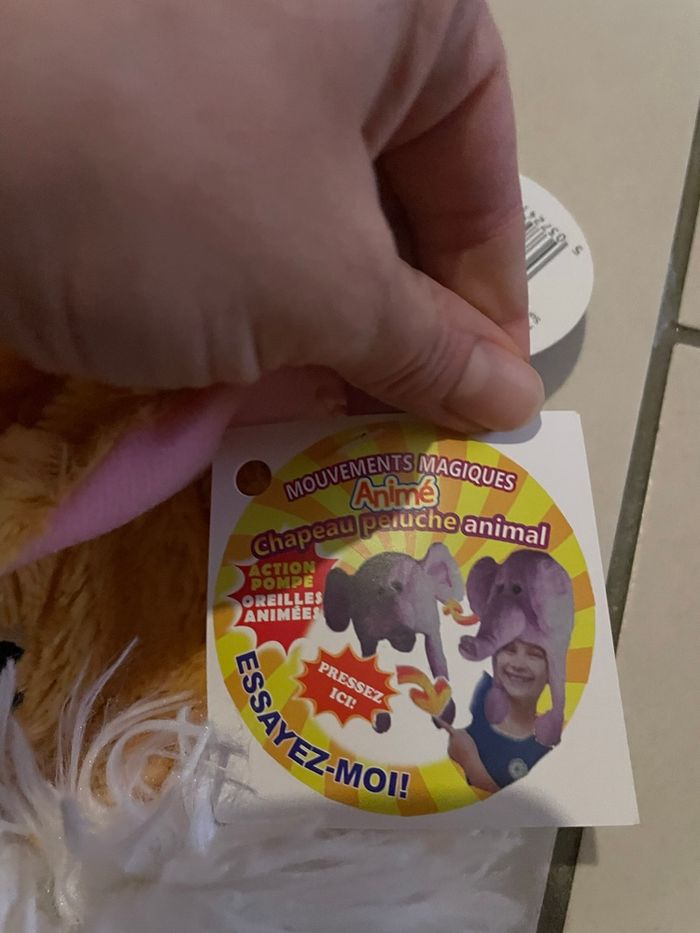 MOUVEMENTS MAGIQUES
Animé
Chapeau peluche animal
ACTION
POMPE
OREILLES
ANIMÉES
PRESSEZ
ICI!
ESSAYEZ-MOI!